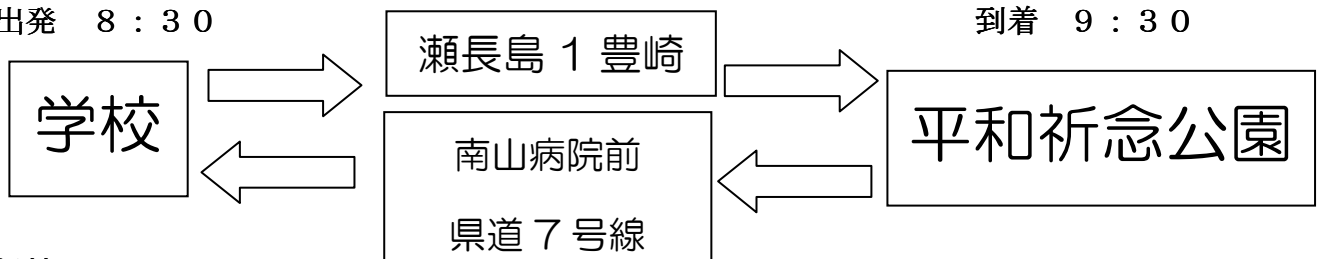 出発　８：３０
到着　９：３０
学校
瀬長島１豊崎
平和祈念公園
南山病院前
県道７号線